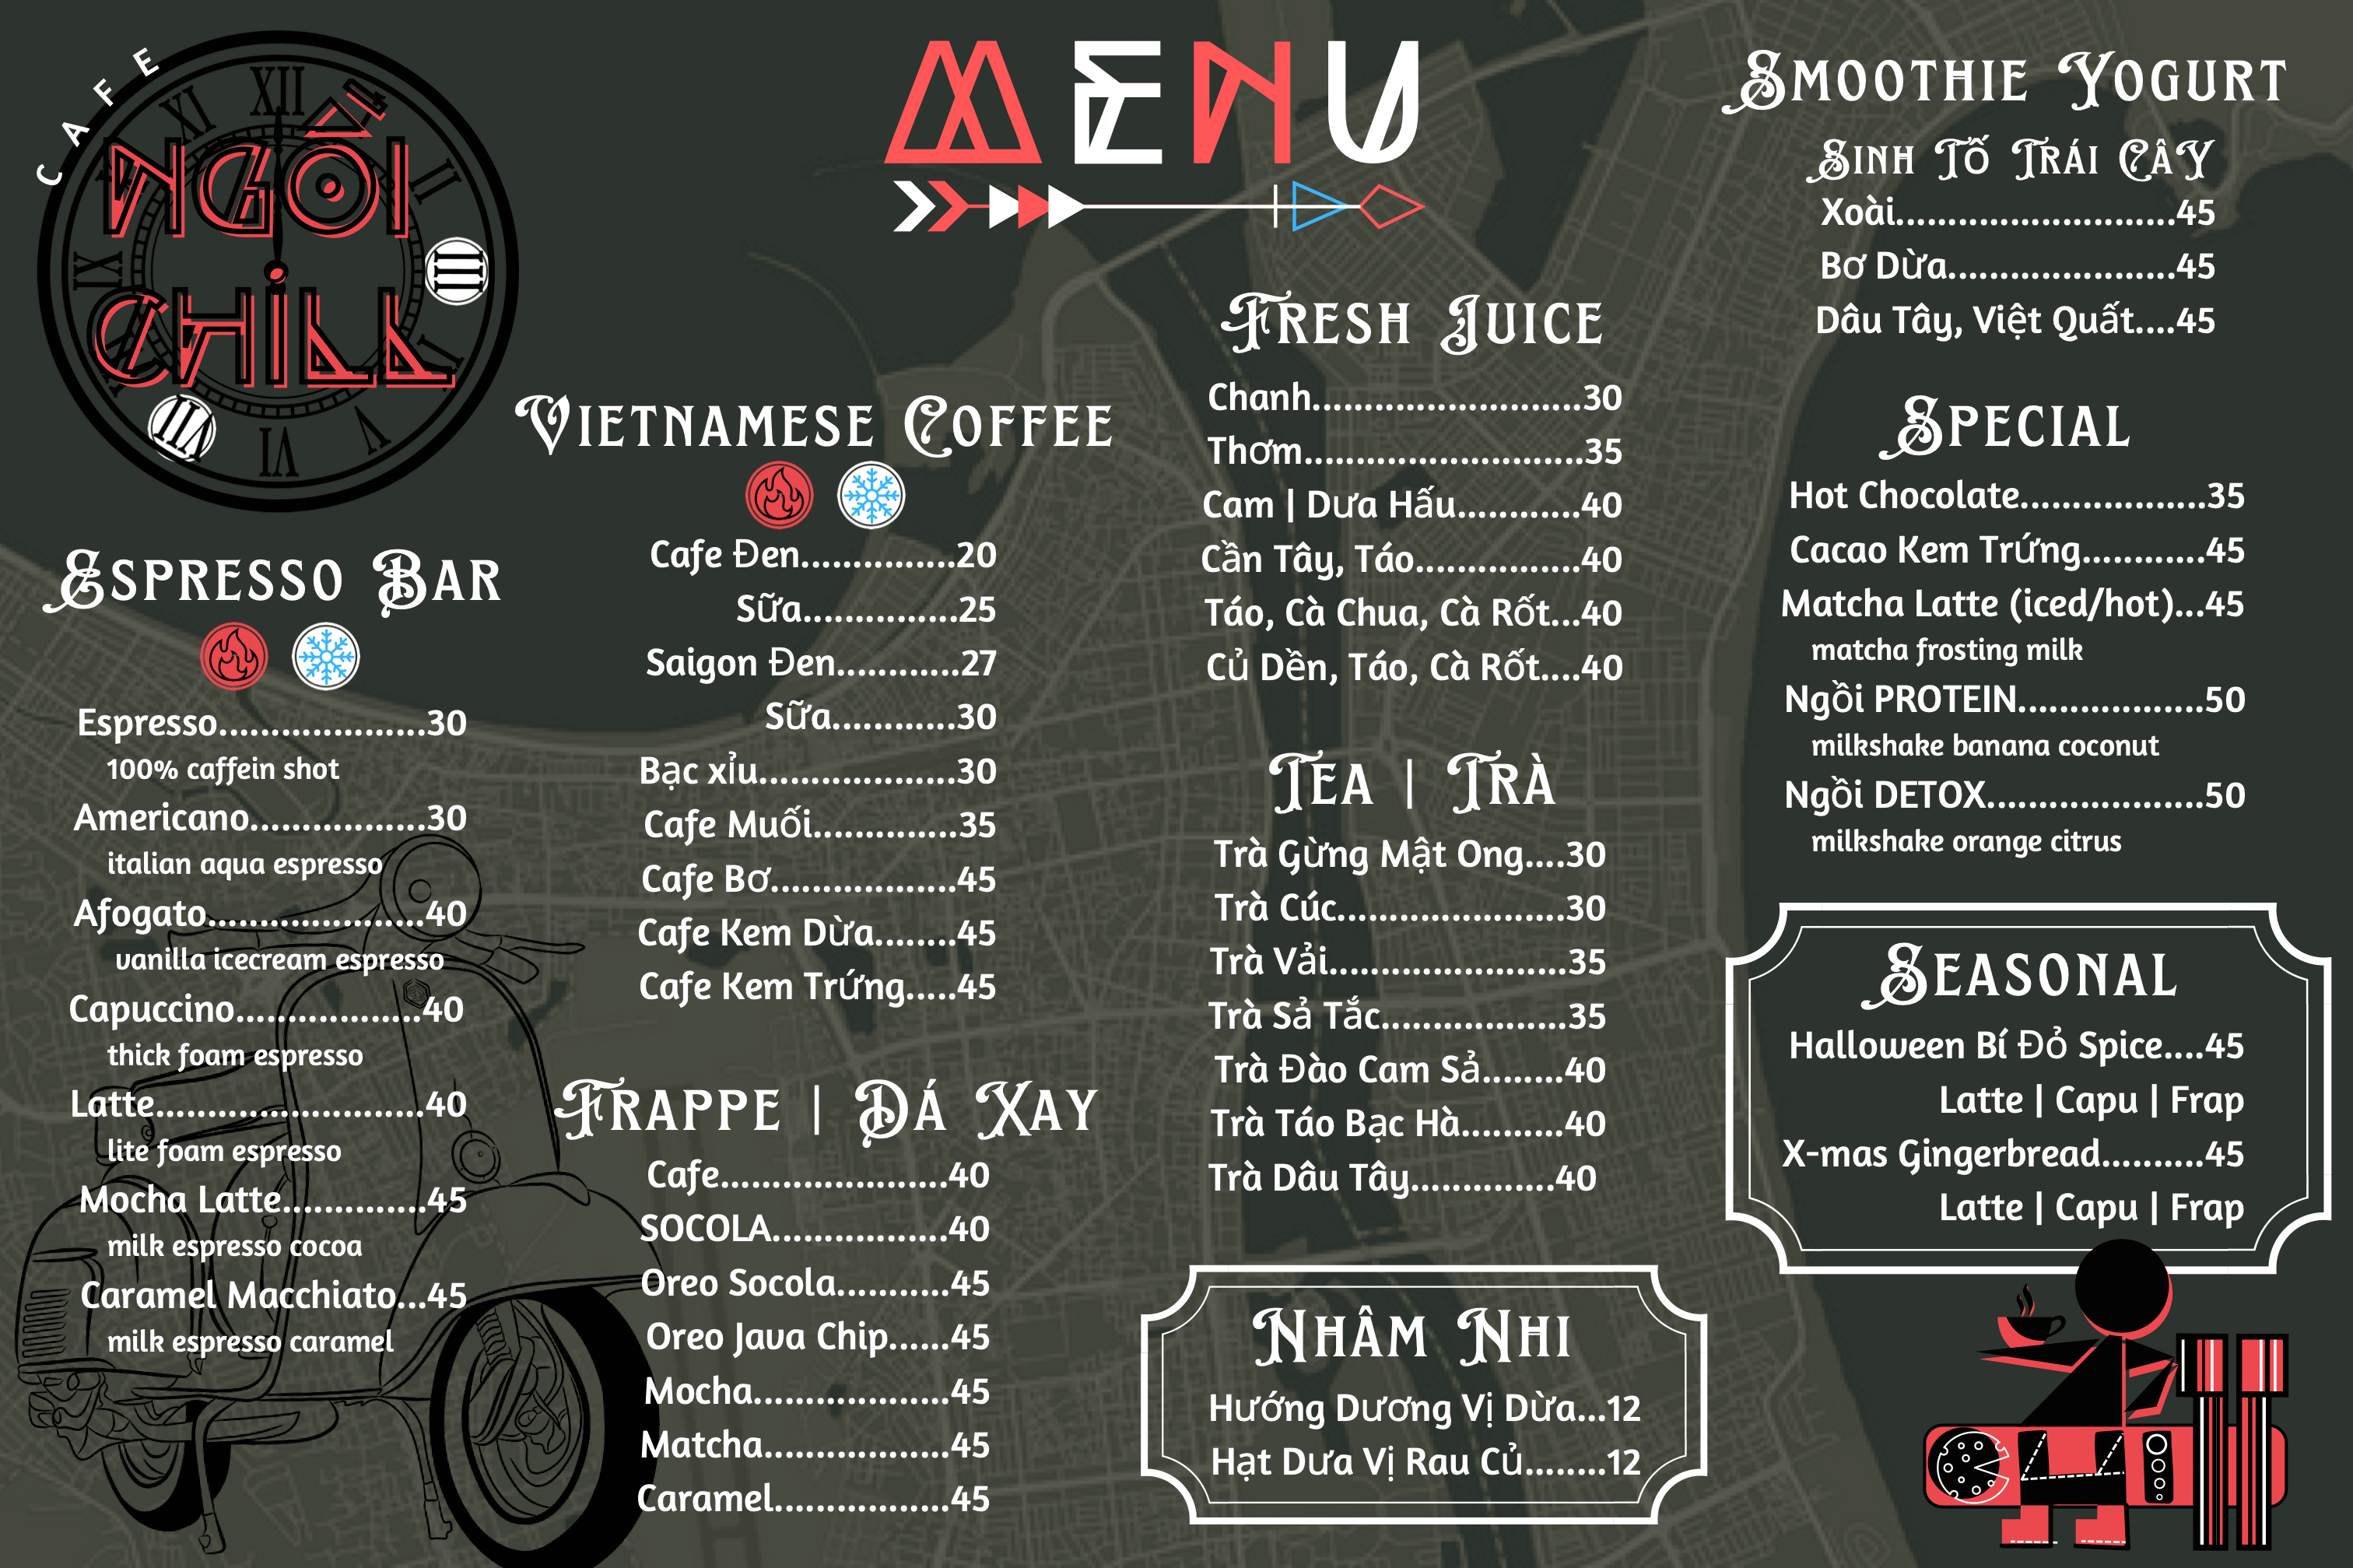 CAFE
NGỒI
CHILL
XII
II
III
V
VI
VII
IX
XI
MENU
ESPRESSO BAR
Espresso....................30
100% caffein shot
Americano.................30
italian aqua espresso
Afogato.....................40
vanilla icecream espresso
Capuccino..................40
thick foam espresso
Latte..........................40
lite foam espresso
Mocha Latte..............45
milk espresso cocoa
Caramel Macchiato...45
milk espresso caramel
VIETNAMESE COFFEE
Cafe Đen...............20
Sữa...............25
Saigon Đen............27
Sữa............30
Bạc xỉu...................30
Cafe Muối..............35
Cafe Bơ..................45
Cafe Kem Dừa........45
Cafe Kem Trứng.....45
FRAPPE | ĐÁ XAY
Cafe......................40
SOCOLA.................40
Oreo Socola...........45
Oreo Java Chip......45
Mocha...................45
Matcha..................45
Caramel.................45
FRESH JUICE
Chanh..........................30
Thơm...........................35
Cam | Dưa Hấu............40
Cần Tây, Táo................40
Táo, Cà Chua, Cà Rốt...40
Củ Dền, Táo, Cà Rốt....40
TEA | TRÀ
Trà Gừng Mật Ong....30
Trà Cúc......................30
Trà Vải.......................35
Trà Sả Tắc..................35
Trà Đào Cam Sả........40
Trà Táo Bạc Hà..........40
Trà Dâu Tây..............40
NHÂM NHI
Hướng Dương Vị Dừa...12
Hạt Dưa Vị Rau Củ........12
SMOOTHIE YOGURT
SINH TỐ TRÁI CÂY
Xoài...........................45
Bơ Dừa......................45
Dâu Tây, Việt Quất....45
SPECIAL
Hot Chocolate..................35
Cacao Kem Trứng............45
Matcha Latte (iced/hot)...45
matcha frosting milk
Ngồi PROTEIN..................50
milkshake banana coconut
Ngồi DETOX.....................50
milkshake orange citrus
SEASONAL
Halloween Bí Đỏ Spice....45
Latte | Capu | Frap
X-mas Gingerbread..........45
Latte | Capu | Frap